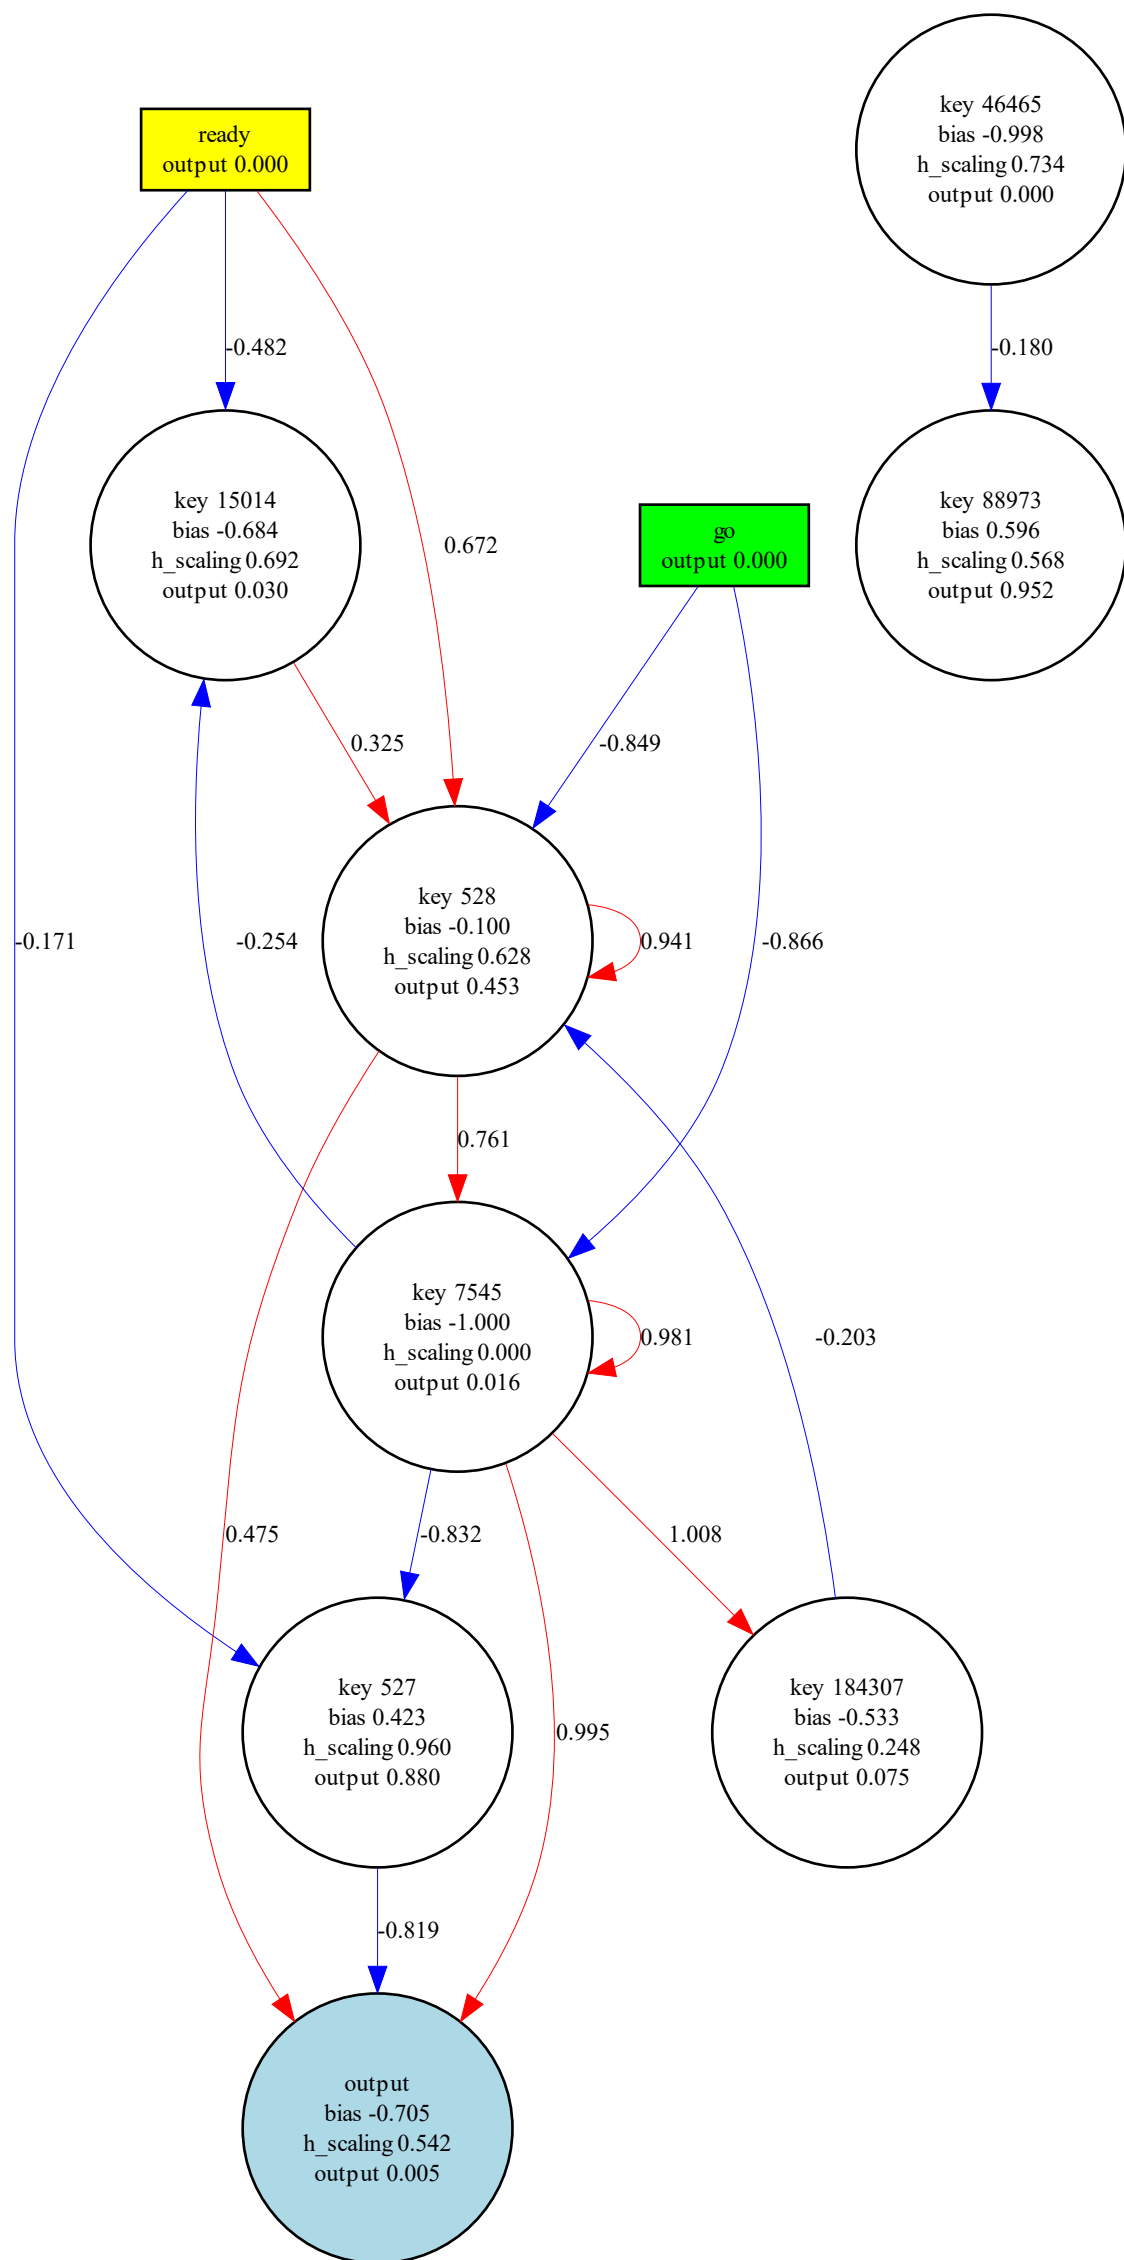 key 46465
bias -0.998
h_scaling 0.734
output 0.000
ready
output 0.000
-0.482
-0.180
key 15014
bias -0.684
h_scaling 0.692
output 0.030
0.672
go
output 0.000
key 88973
bias 0.596
h_scaling 0.568
output 0.952
0.325
-0.849
-0.171
-0.254
key 528
bias -0.100
h_scaling 0.628
output 0.453
0.941
-0.866
0.761
key 7545
bias -1.000
h_scaling 0.000
output 0.016
0.981
-0.203
0.475
-0.832
1.008
key 527
bias 0.423
h_scaling 0.960
output 0.880
0.995
key 184307
bias -0.533
h_scaling 0.248
output 0.075
-0.819
output
bias -0.705
h_scaling 0.542
output 0.005